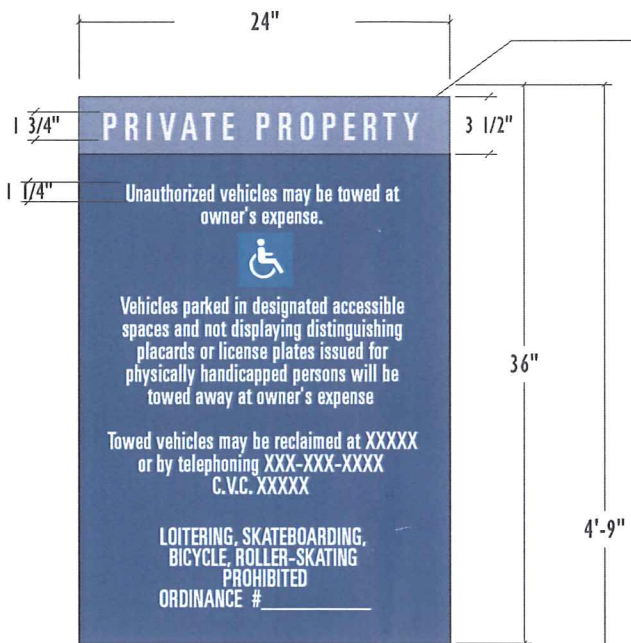 24"
1 3/4"
PRIVATE PROPERTY
3 1/2"
1 1/4"
Unauthorized vehicles may be towed at
owner's expense.
Vehicles parked in designated accessible
spaces and not displaying distinguishing
placards or license plates issued for
physically handicapped persons will be
towed away at owner's expense
36"
Towed vehicles may be reclaimed at XXXXX
or by telephoning XXX-XXX-XXXX
C.V.C. XXXXX
4'-9"
LOITERING, SKATEBOARDING,
BICYCLE, ROLLER-SKATING
PROHIBITED
ORDINANCE #____________